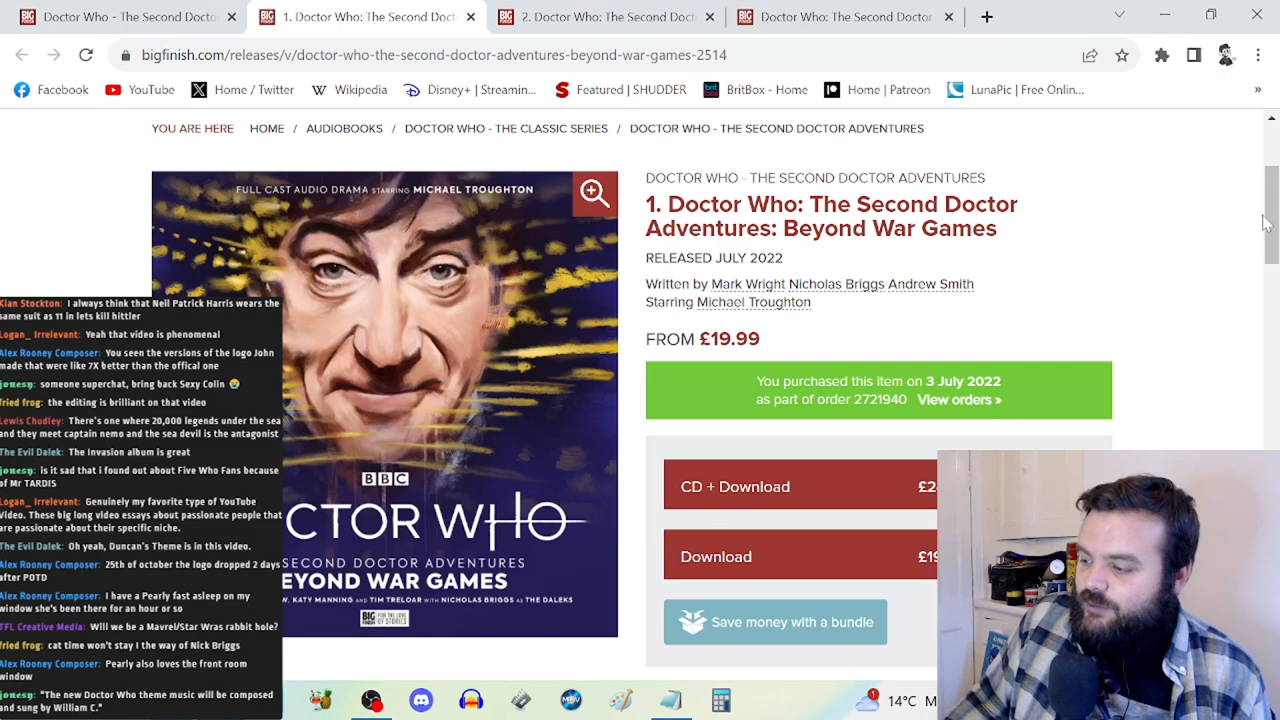 Doctor Who - The Second Docto
1. Doctor Who: The Second Doct
2. Doctor Who: The Second Doct
Doctor Who: The Second Doctor
bigfinish.com/releases/v/doctor-who-the-second-doctor-adventures-beyond-war-games-2514
Facebook
YouTube
Home / Twitter
Wikipedia
Disney+ | Streamin...
Featured | SHUDDER
BritBox - Home
Home | Patreon
LunaPic | Free Onlin...
»
YOU ARE HERE HOME / AUDIOBOOKS / DOCTOR WHO - THE CLASSIC SERIES / DOCTOR WHO - THE SECOND DOCTOR ADVENTURES
FULL CAST AUDIO DRAMA STARRING MICHAEL TROUGHTON
BBC
CTOR WHO
SECOND DOCTOR ADVENTURES
EYOND WAR GAMES
W, KATY MANNING AND TIM TRELOAR WITH NICHOLAS BRIGGS AS THE DALEKS
BIG FINISH FOR THE LOVE OF STORIES
DOCTOR WHO - THE SECOND DOCTOR ADVENTURES
1. Doctor Who: The Second Doctor
Adventures: Beyond War Games
RELEASED JULY 2022
Written by Mark Wright Nicholas Briggs Andrew Smith
Starring Michael Troughton
FROM £19.99
You purchased this item on 3 July 2022
as part of order 2721940 View orders »
CD + Download £2
Download £19
Save money with a bundle
Kian Stockton: I always think that Neil Patrick Harris wears the
same suit as 11 in lets kill hittler
Logan_ Irrelevant: Yeah that video is phenomenal
Alex Rooney Composer: You seen the versions of the logo John
made that were like 7X better than the offical one
jonesy: someone superchat, bring back Sexy Colin 😭
fried frog: the editing is brilliant on that video
Lewis Chudley: There's one where 20,000 legends under the sea
and they meet captain nemo and the sea devil is the antagonist
The Evil Dalek: The Invasion album is great
jonesy: is it sad that i found out about Five Who Fans because
of Mr TARDIS
Logan_ Irrelevant: Genuinely my favorite type of YouTube
Video. These big long video essays about passionate people that
are passionate about their specific niche.
The Evil Dalek: Oh yeah, Duncan's Theme is in this video.
Alex Rooney Composer: 25th of october the logo dropped 2 days
after POTD
Alex Rooney Composer: I have a Pearly fast asleep on my
window she's been there for an hour or so
TFL Creative Media: Will we be a Mavrel/Star Wras rabbit hole?
fried frog: cat time won't stay I the way of Nick Briggs
Alex Rooney Composer: Pearly also loves the front room
window
jonesy: "The new Doctor Who theme music will be composed
and sung by William C."
1
14°C M